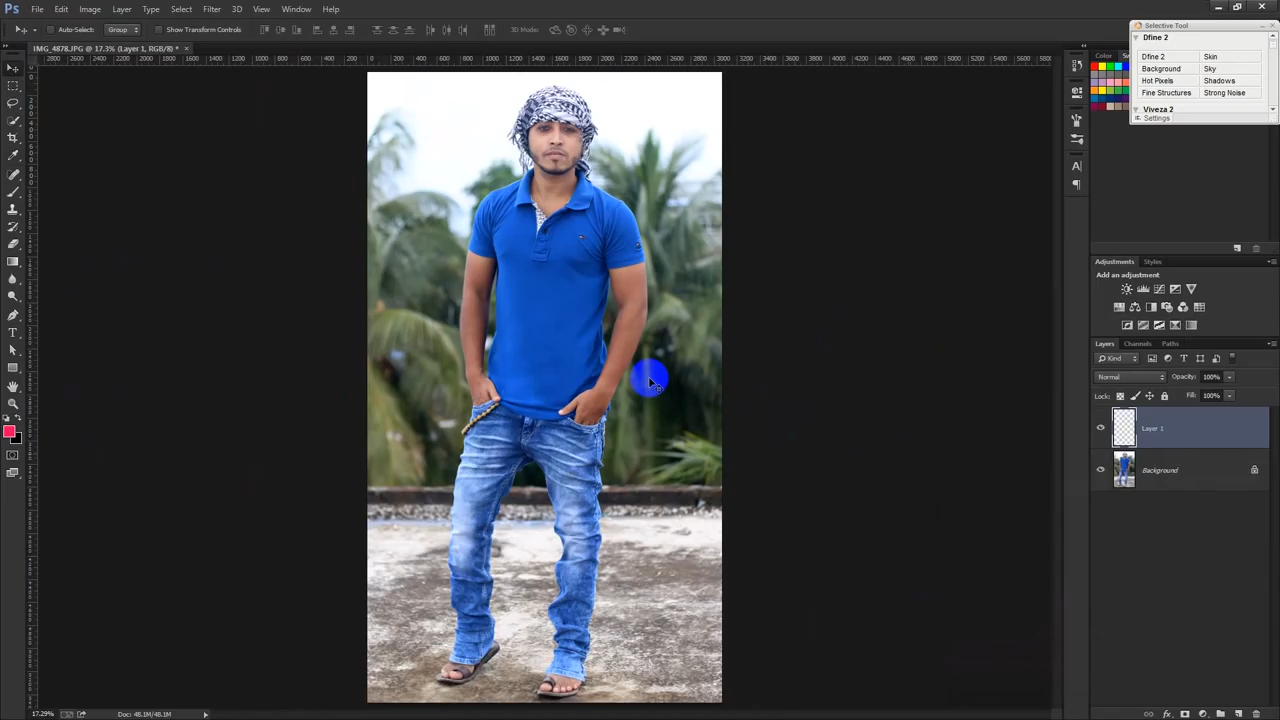 Ps File Edit Image Layer Type Select Filter 3D View Window Help
Auto-Select: Group Show Transform Controls 3D Mode:
Selective Tool
IMG_4878.JPG @ 17.3% (Layer 1, RGB/8) * ×
Dfine 2
Dfine 2 Skin
Background Sky
Hot Pixels Shadows
Fine Structures Strong Noise
Viveza 2
Settings
Color
Adjustments Styles
Add an adjustment
Layers Channels Paths
Kind
Normal Opacity: 100%
Lock: Fill: 100%
Layer 1
Background
17.29% Doc: 48.1M/48.1M